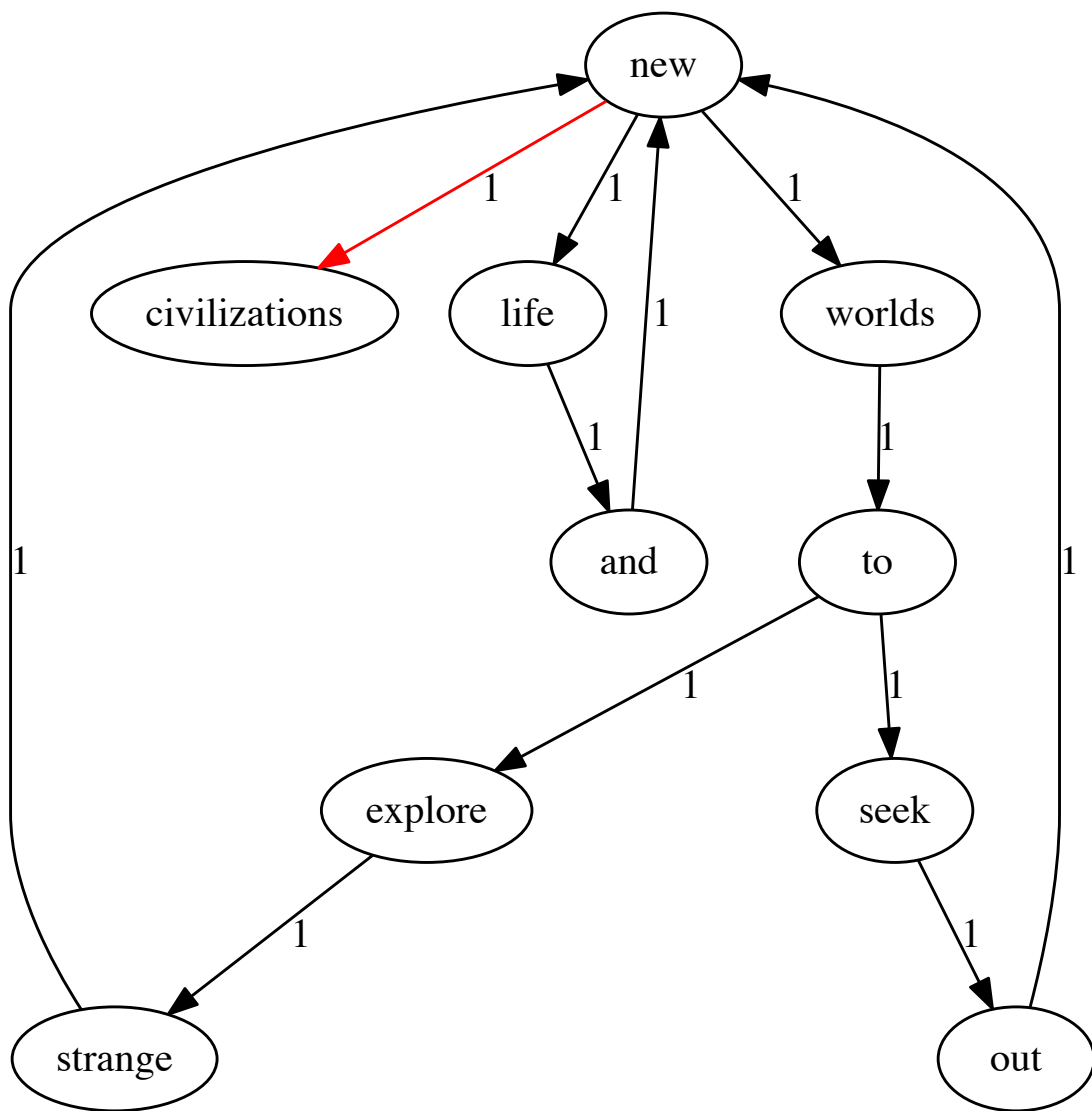 new
1 1 1
civilizations life 1 worlds
1 1
1 and to 1
1 1
explore seek
1 1
strange out